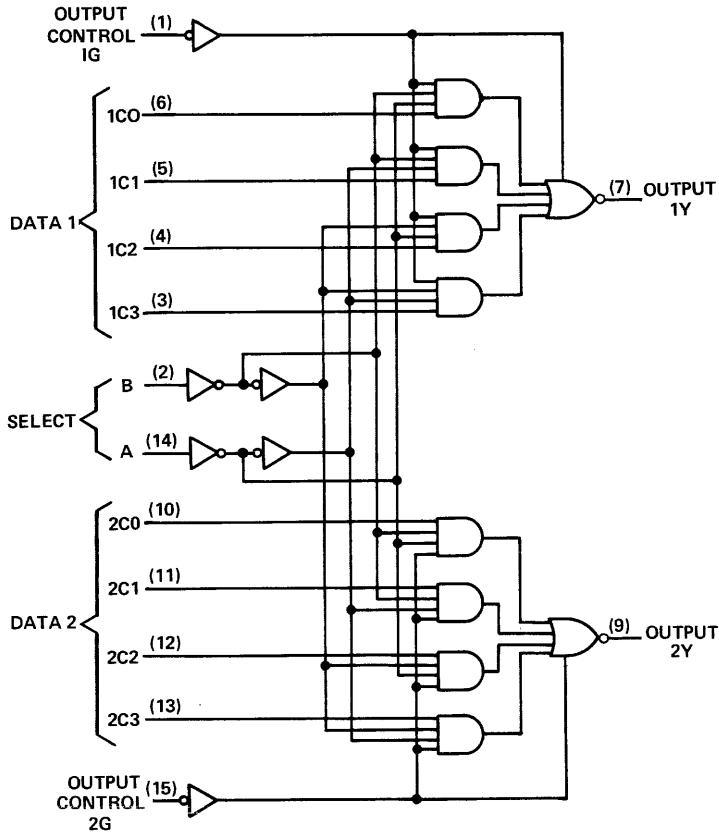 OUTPUT
CONTROL (1)
IG
1C0 (6)
1C1 (5)
DATA 1
1C2 (4)
1C3 (3)
(7) OUTPUT
1Y
B (2)
SELECT
A (14)
2C0 (10)
2C1 (11)
DATA 2
2C2 (12)
2C3 (13)
(9) OUTPUT
2Y
OUTPUT
CONTROL (15)
2G